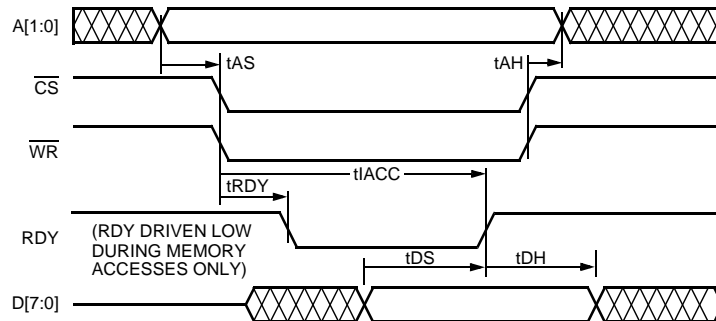 A[1:0]
tAS
tAH
CS
WR
tIACC
tRDY
RDY
(RDY DRIVEN LOW
DURING MEMORY
ACCESSES ONLY)
tDS
tDH
D[7:0]